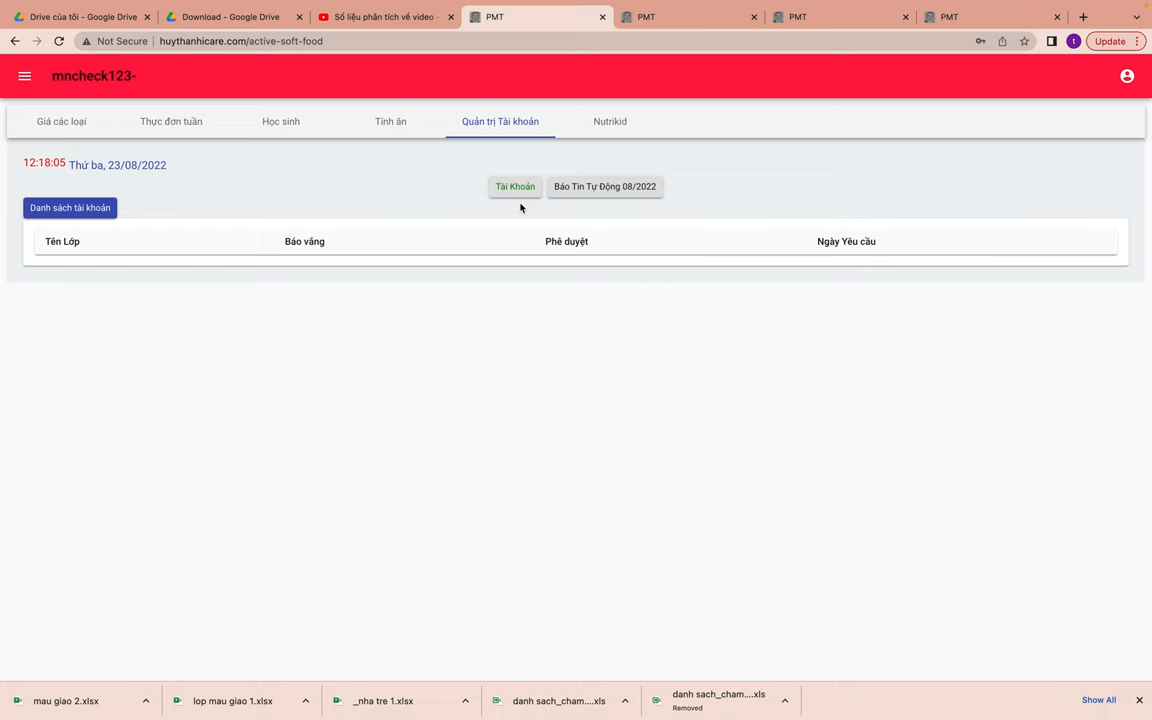 Drive của tôi - Google Drive
Download - Google Drive
Số liệu phân tích về video -
PMT
PMT
PMT
PMT
Not Secure
huythanhicare.com/active-soft-food
t
Update
mncheck123-
Giá các loại
Thực đơn tuần
Học sinh
Tính ăn
Quản trị Tài khoản
Nutrikid
12:18:05 Thứ ba, 23/08/2022
Tài Khoản
Báo Tin Tự Động 08/2022
Danh sách tài khoản
Tên Lớp
Báo vắng
Phê duyệt
Ngày Yêu cầu
mau giao 2.xlsx
lop mau giao 1.xlsx
_nha tre 1.xlsx
danh sach_cham....xls
danh sach_cham....xls
Removed
Show All